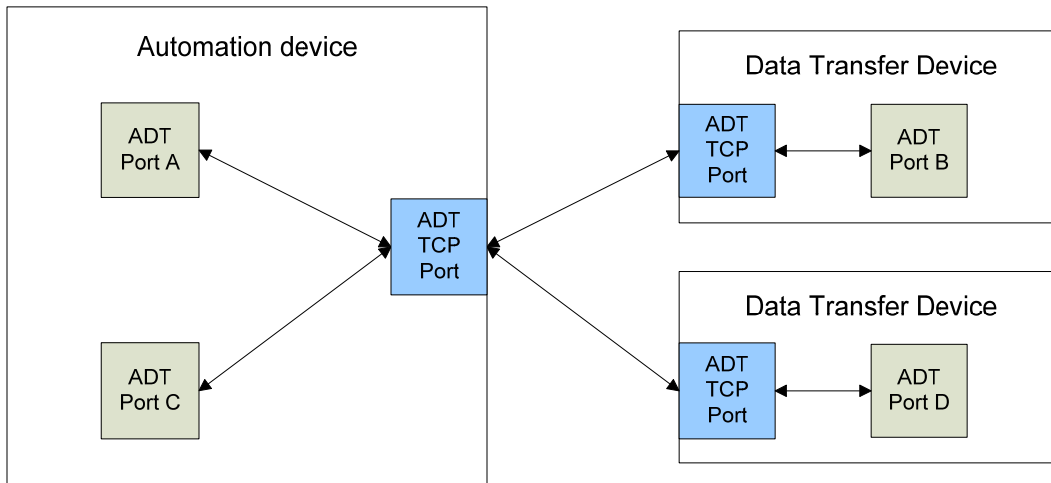 Automation device
ADT
Port A
ADT
TCP
Port
ADT
Port C
Data Transfer Device
ADT
TCP
Port
ADT
Port B
Data Transfer Device
ADT
TCP
Port
ADT
Port D